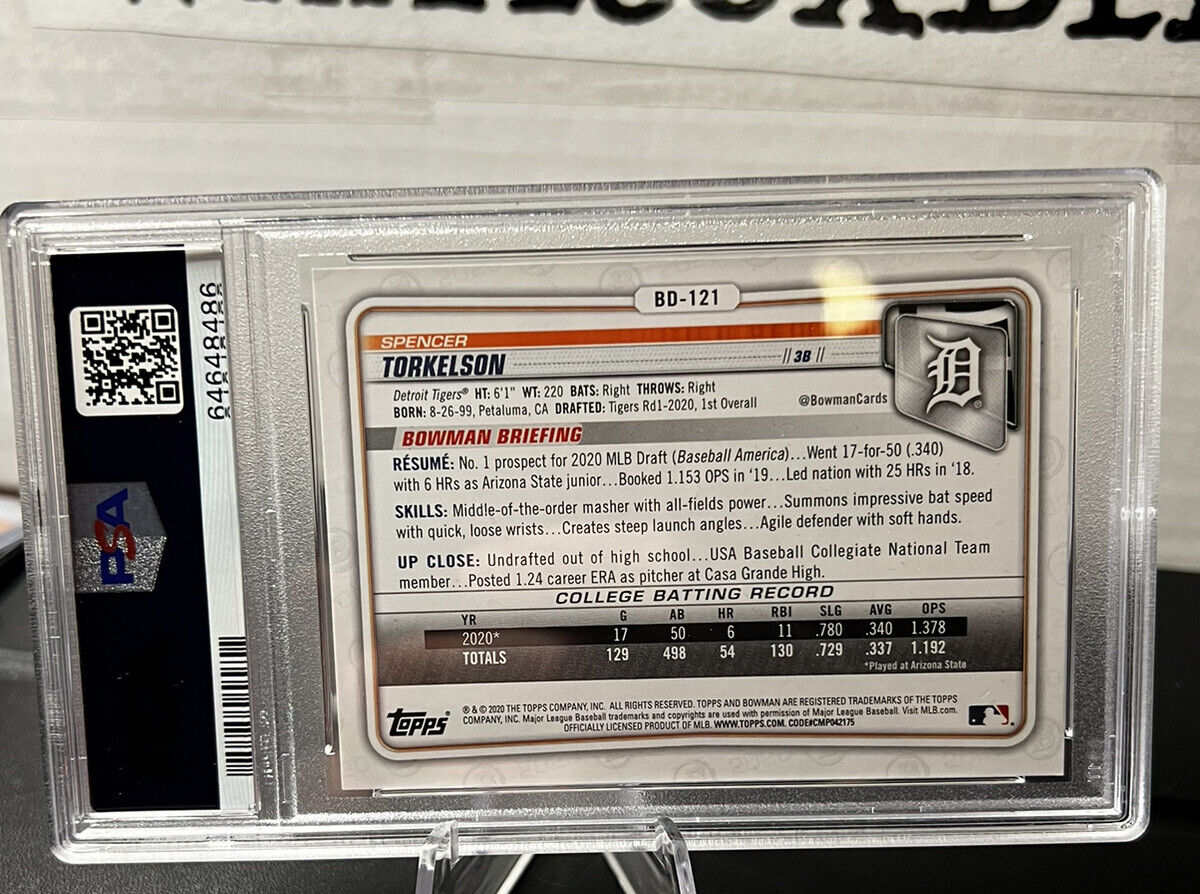 64648486
PSA
BD-121
SPENCER
TORKELSON // 3B //
Detroit Tigers® HT: 6'1" WT: 220 BATS: Right THROWS: Right
BORN: 8-26-99, Petaluma, CA DRAFTED: Tigers Rd1-2020, 1st Overall
@BowmanCards
BOWMAN BRIEFING
RÉSUMÉ: No. 1 prospect for 2020 MLB Draft (Baseball America)...Went 17-for-50 (.340)
with 6 HRs as Arizona State junior...Booked 1.153 OPS in '19...Led nation with 25 HRs in '18.
SKILLS: Middle-of-the-order masher with all-fields power...Summons impressive bat speed
with quick, loose wrists...Creates steep launch angles...Agile defender with soft hands.
UP CLOSE: Undrafted out of high school...USA Baseball Collegiate National Team
member...Posted 1.24 career ERA as pitcher at Casa Grande High.
COLLEGE BATTING RECORD
YR G AB HR RBI SLG AVG OPS
2020* 17 50 6 11 .780 .340 1.378
TOTALS 129 498 54 130 .729 .337 1.192
*Played at Arizona State
topps
® & © 2020 THE TOPPS COMPANY, INC. ALL RIGHTS RESERVED. TOPPS AND BOWMAN ARE REGISTERED TRADEMARKS OF THE TOPPS
COMPANY, INC. Major League Baseball trademarks and copyrights are used with permission of Major League Baseball. Visit MLB.com.
OFFICIALLY LICENSED PRODUCT OF MLB. WWW.TOPPS.COM. CODE#CMP042175